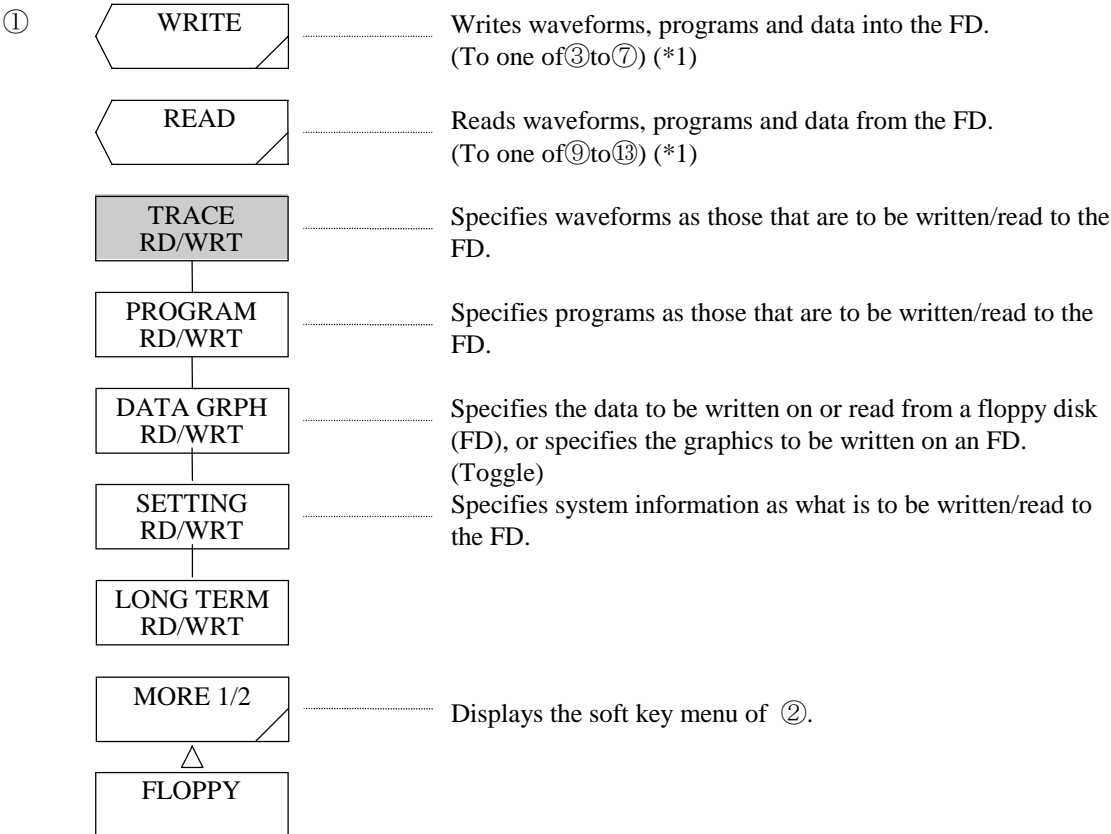 ①
WRITE
Writes waveforms, programs and data into the FD.
(To one of③to⑦) (*1)
READ
Reads waveforms, programs and data from the FD.
(To one of⑨to⑬) (*1)
TRACE
RD/WRT
Specifies waveforms as those that are to be written/read to the
FD.
PROGRAM
RD/WRT
Specifies programs as those that are to be written/read to the
FD.
DATA GRPH
RD/WRT
Specifies the data to be written on or read from a floppy disk
(FD), or specifies the graphics to be written on an FD.
(Toggle)
SETTING
RD/WRT
Specifies system information as what is to be written/read to
the FD.
LONG TERM
RD/WRT
MORE 1/2
Displays the soft key menu of ②.
FLOPPY